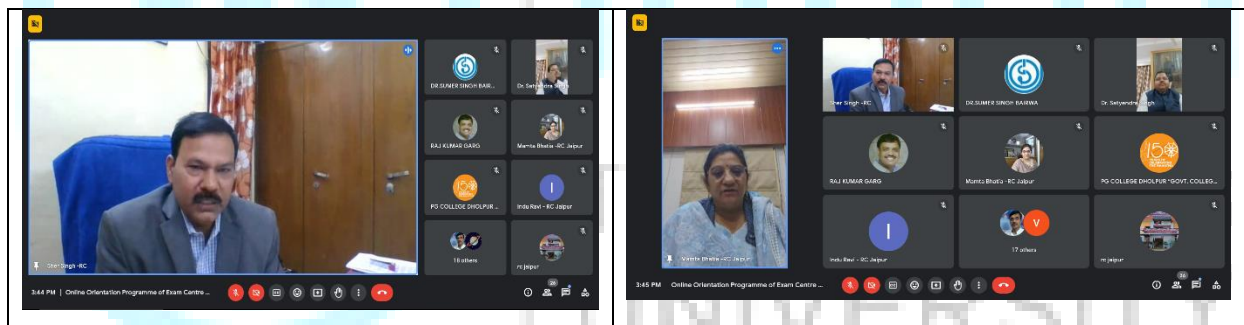 DR.SUMER SINGH BAIR...
Dr. Satyendra Singh
RAJ KUMAR GARG
Mamta Bhatia -RC Jaipur
PG COLLEGE DHOLPUR ...
I
Indu Ravi - RC Jaipur
18 others
rc jaipur
Sher Singh -RC
3:44 PM | Online Orientation Programme of Exam Centre ...
26
Sher Singh -RC
DR.SUMER SINGH BAIRWA
Dr. Satyendra Singh
RAJ KUMAR GARG
Mamta Bhatia -RC Jaipur
150
PG COLLEGE DHOLPUR "GOVT. COLLEG...
I
Indu Ravi - RC Jaipur
V
17 others
rc jaipur
Mamta Bhatia -RC Jaipur
3:45 PM Online Orientation Programme of Exam Centre ...
26